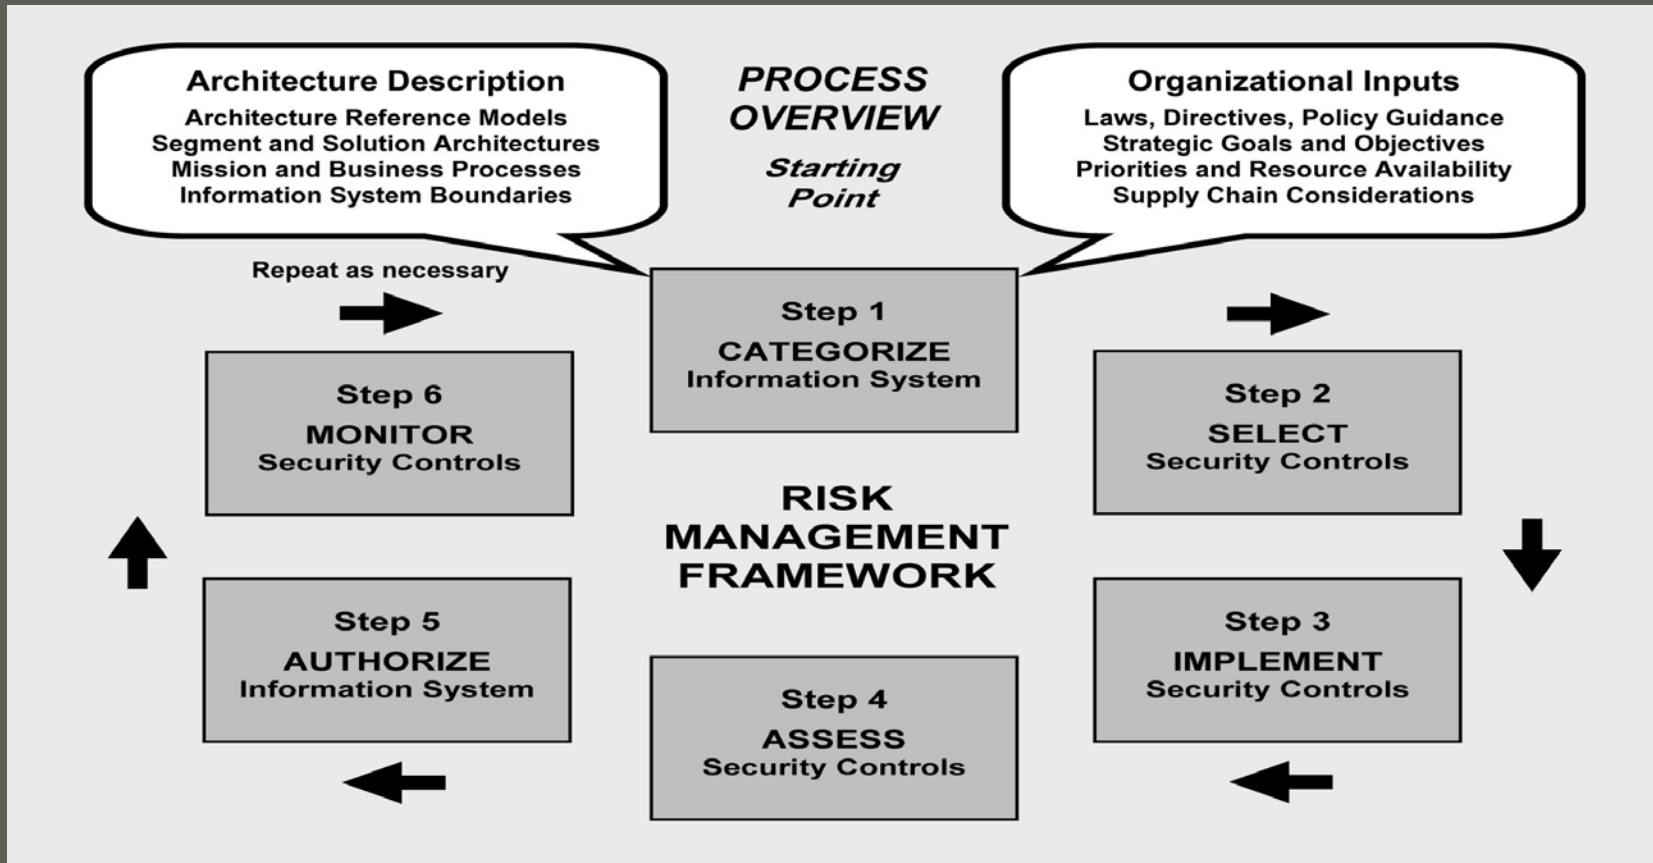 Architecture Description
Architecture Reference Models
Segment and Solution Architectures
Mission and Business Processes
Information System Boundaries
PROCESS
OVERVIEW
Starting
Point
Organizational Inputs
Laws, Directives, Policy Guidance
Strategic Goals and Objectives
Priorities and Resource Availability
Supply Chain Considerations
Repeat as necessary
Step 1
CATEGORIZE
Information System
Step 2
SELECT
Security Controls
Step 3
IMPLEMENT
Security Controls
Step 4
ASSESS
Security Controls
Step 5
AUTHORIZE
Information System
Step 6
MONITOR
Security Controls
RISK
MANAGEMENT
FRAMEWORK